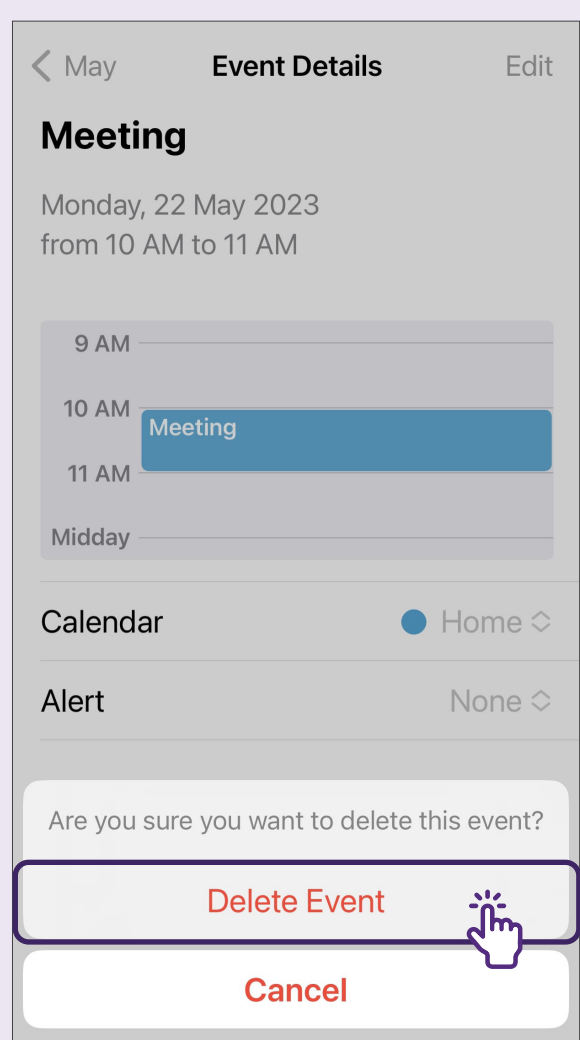 May Event Details Edit
Meeting
Monday, 22 May 2023
from 10 AM to 11 AM
9 AM
10 AM
Meeting
11 AM
Midday
Calendar Home
Alert None
Are you sure you want to delete this event?
Delete Event
Cancel